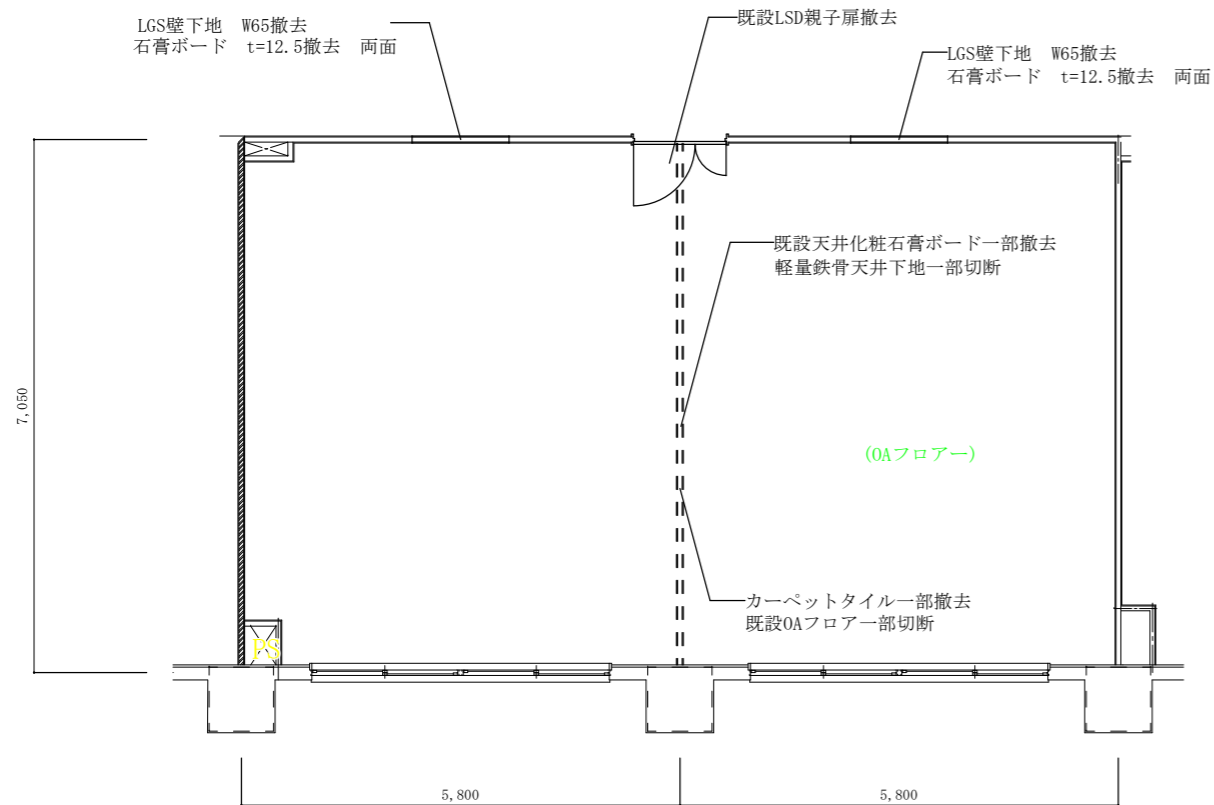 LGS壁下地　W65撤去
石膏ボード　t=12.5撤去　両面
既設LSD親子扉撤去
LGS壁下地　W65撤去
石膏ボード　t=12.5撤去　両面
既設天井化粧石膏ボード一部撤去
軽量鉄骨天井下地一部切断
7,050
(OAフロアー)
カーペットタイル一部撤去
既設OAフロアー部切断
PS
5,800
5,800